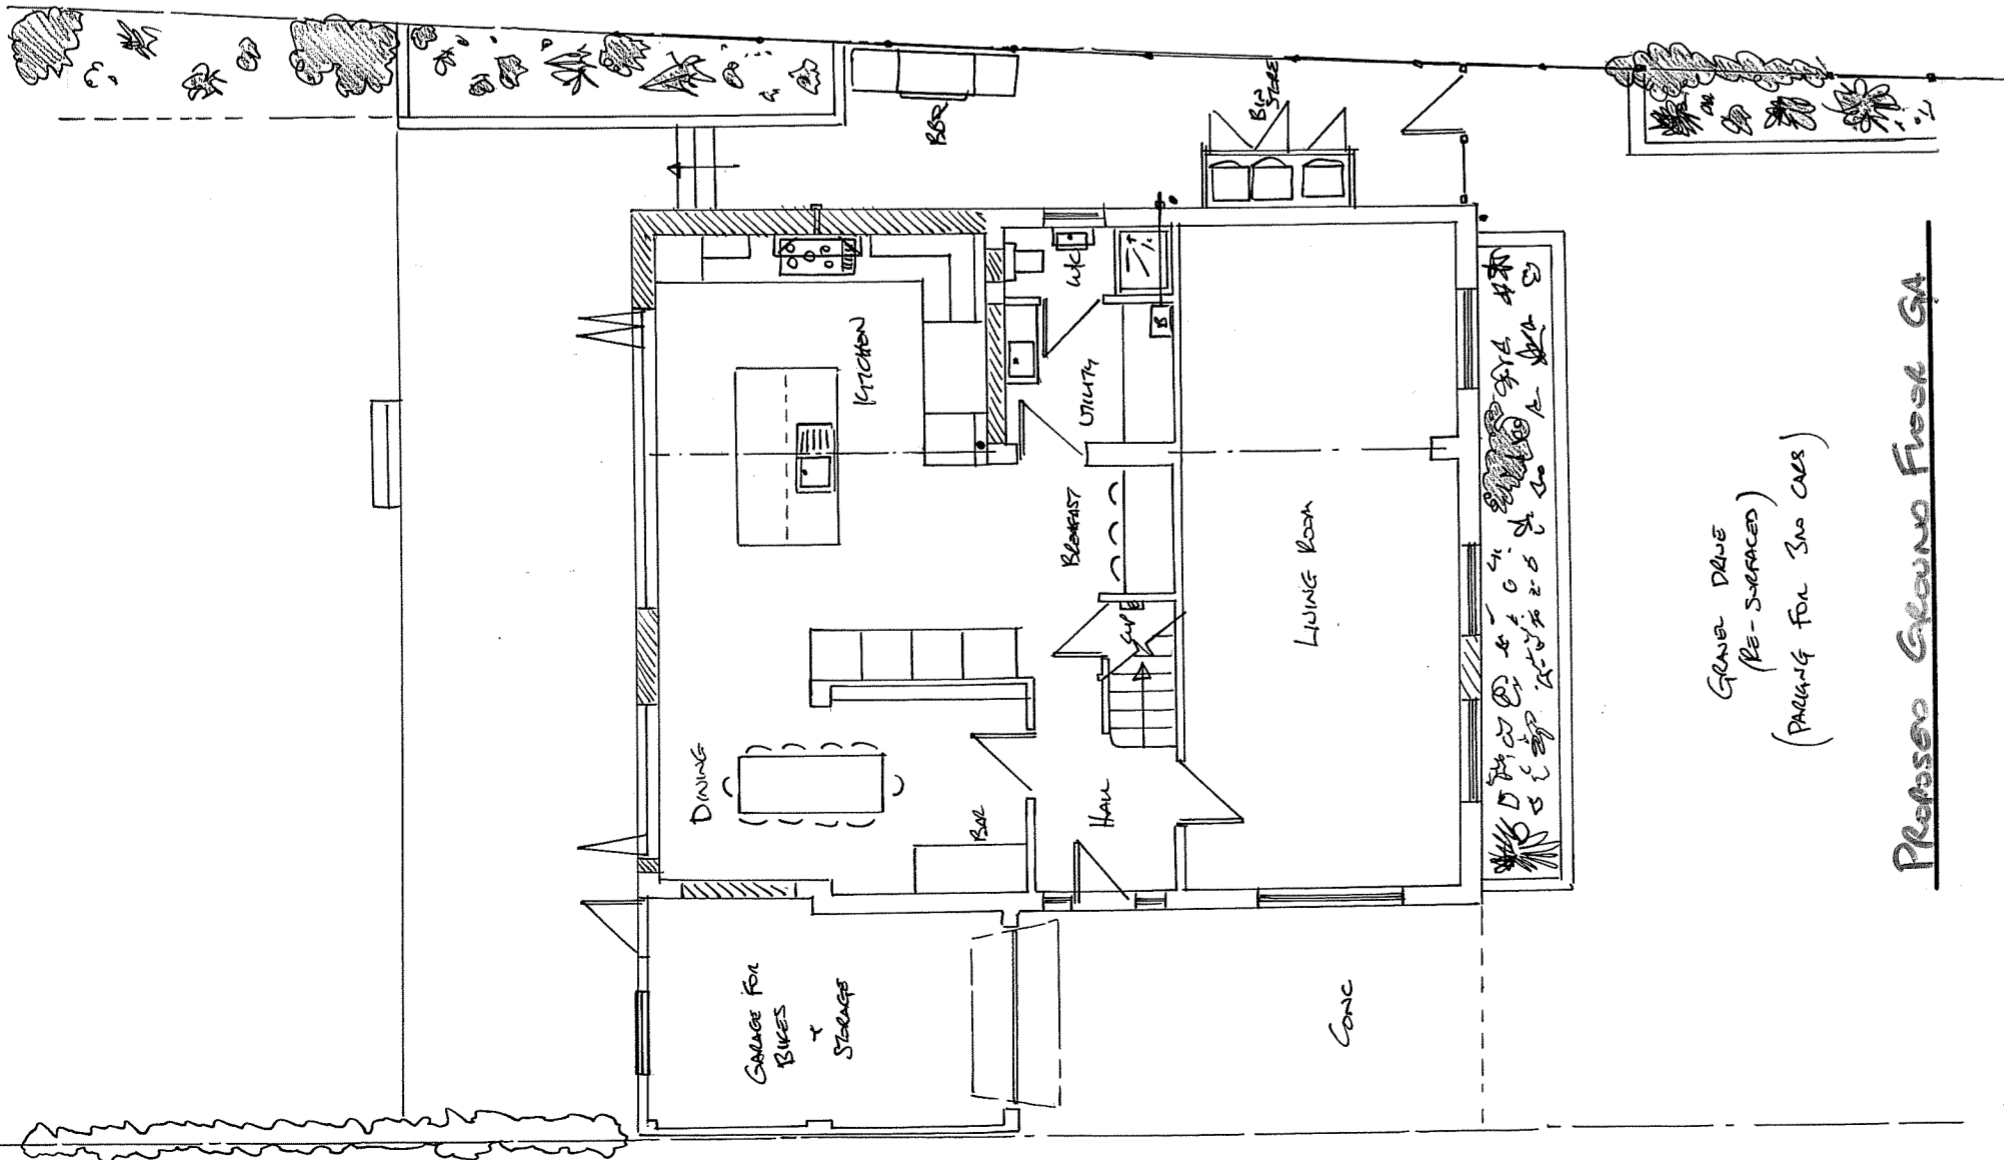 BBQ
BIN
STORE
KITCHEN
WC
B
UTILITY
BREAKFAST
CUP
LIVING ROOM
DINING
BAR
HALL
GARAGE FOR
BIKES
+
STORAGE
CONC
GRAVEL DRIVE
(RE-SURFACED)
(PARKING FOR 3NO CARS)
PROPOSED GROUND FLOOR GA